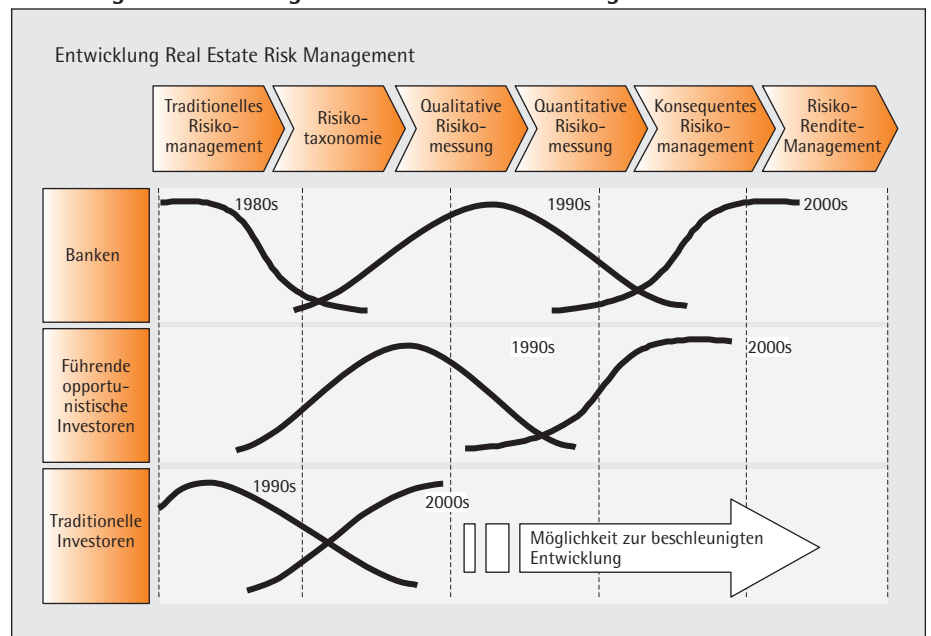 Entwicklung Real Estate Risk Management
Traditionelles
Risiko-
management
Risiko-
taxonomie
Qualitative
Risiko-
messung
Quantitative
Risiko-
messung
Konsequentes
Risiko-
management
Risiko-
Rendite-
Management
Banken
1980s
1990s
2000s
Führende
opportu-
nistische
Investoren
1990s
2000s
Traditionelle
Investoren
1990s
2000s
Möglichkeit zur beschleunigten
Entwicklung